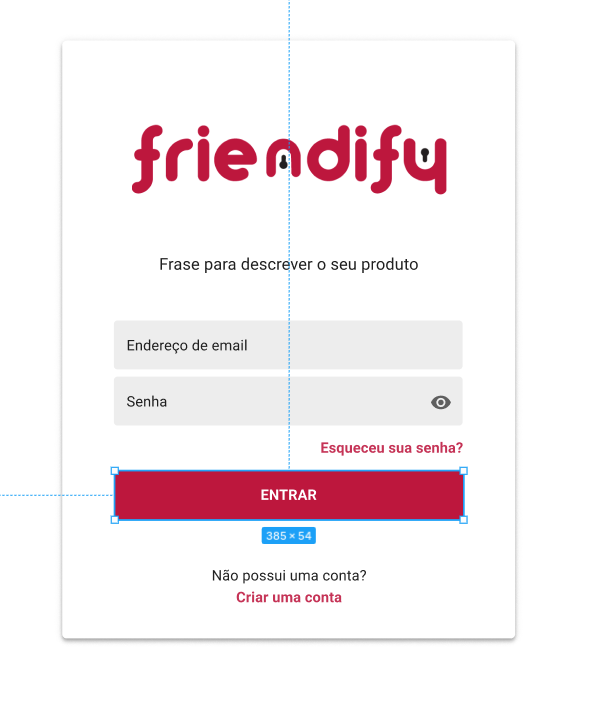 friendify
Frase para descrever o seu produto
Endereço de email
Senha
Esqueceu sua senha?
ENTRAR
385 × 54
Não possui uma conta?
Criar uma conta